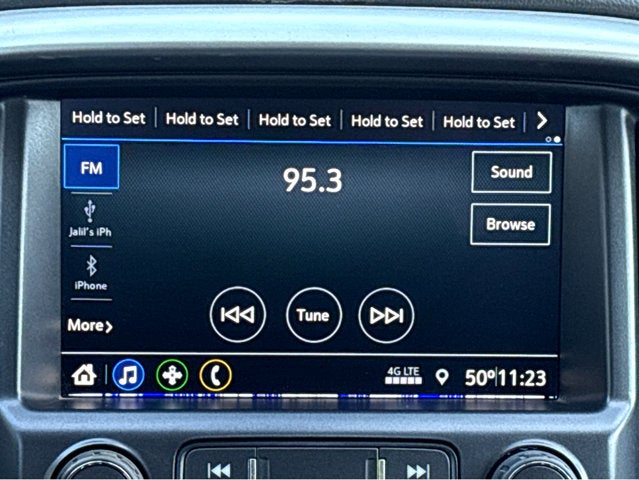 Hold to Set Hold to Set Hold to Set Hold to Set Hold to Set
FM
95.3
Sound
Jalil's iPh
Browse
iPhone
More
Tune
4G LTE
50° 11:23